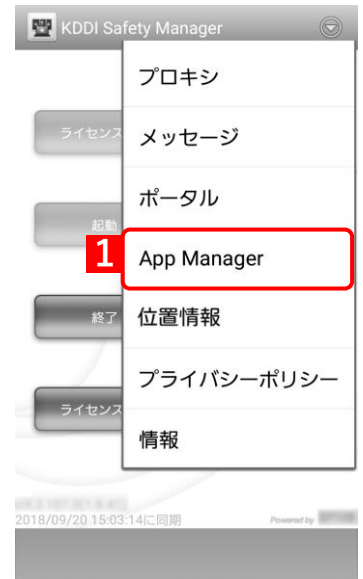 KDDI Safety Manager
プロキシ
ライセンス
メッセージ
ポータル
起動
1
App Manager
終了
位置情報
プライバシーポリシー
ライセンス
情報
2018/09/20 15:03:14に同期
Powered by